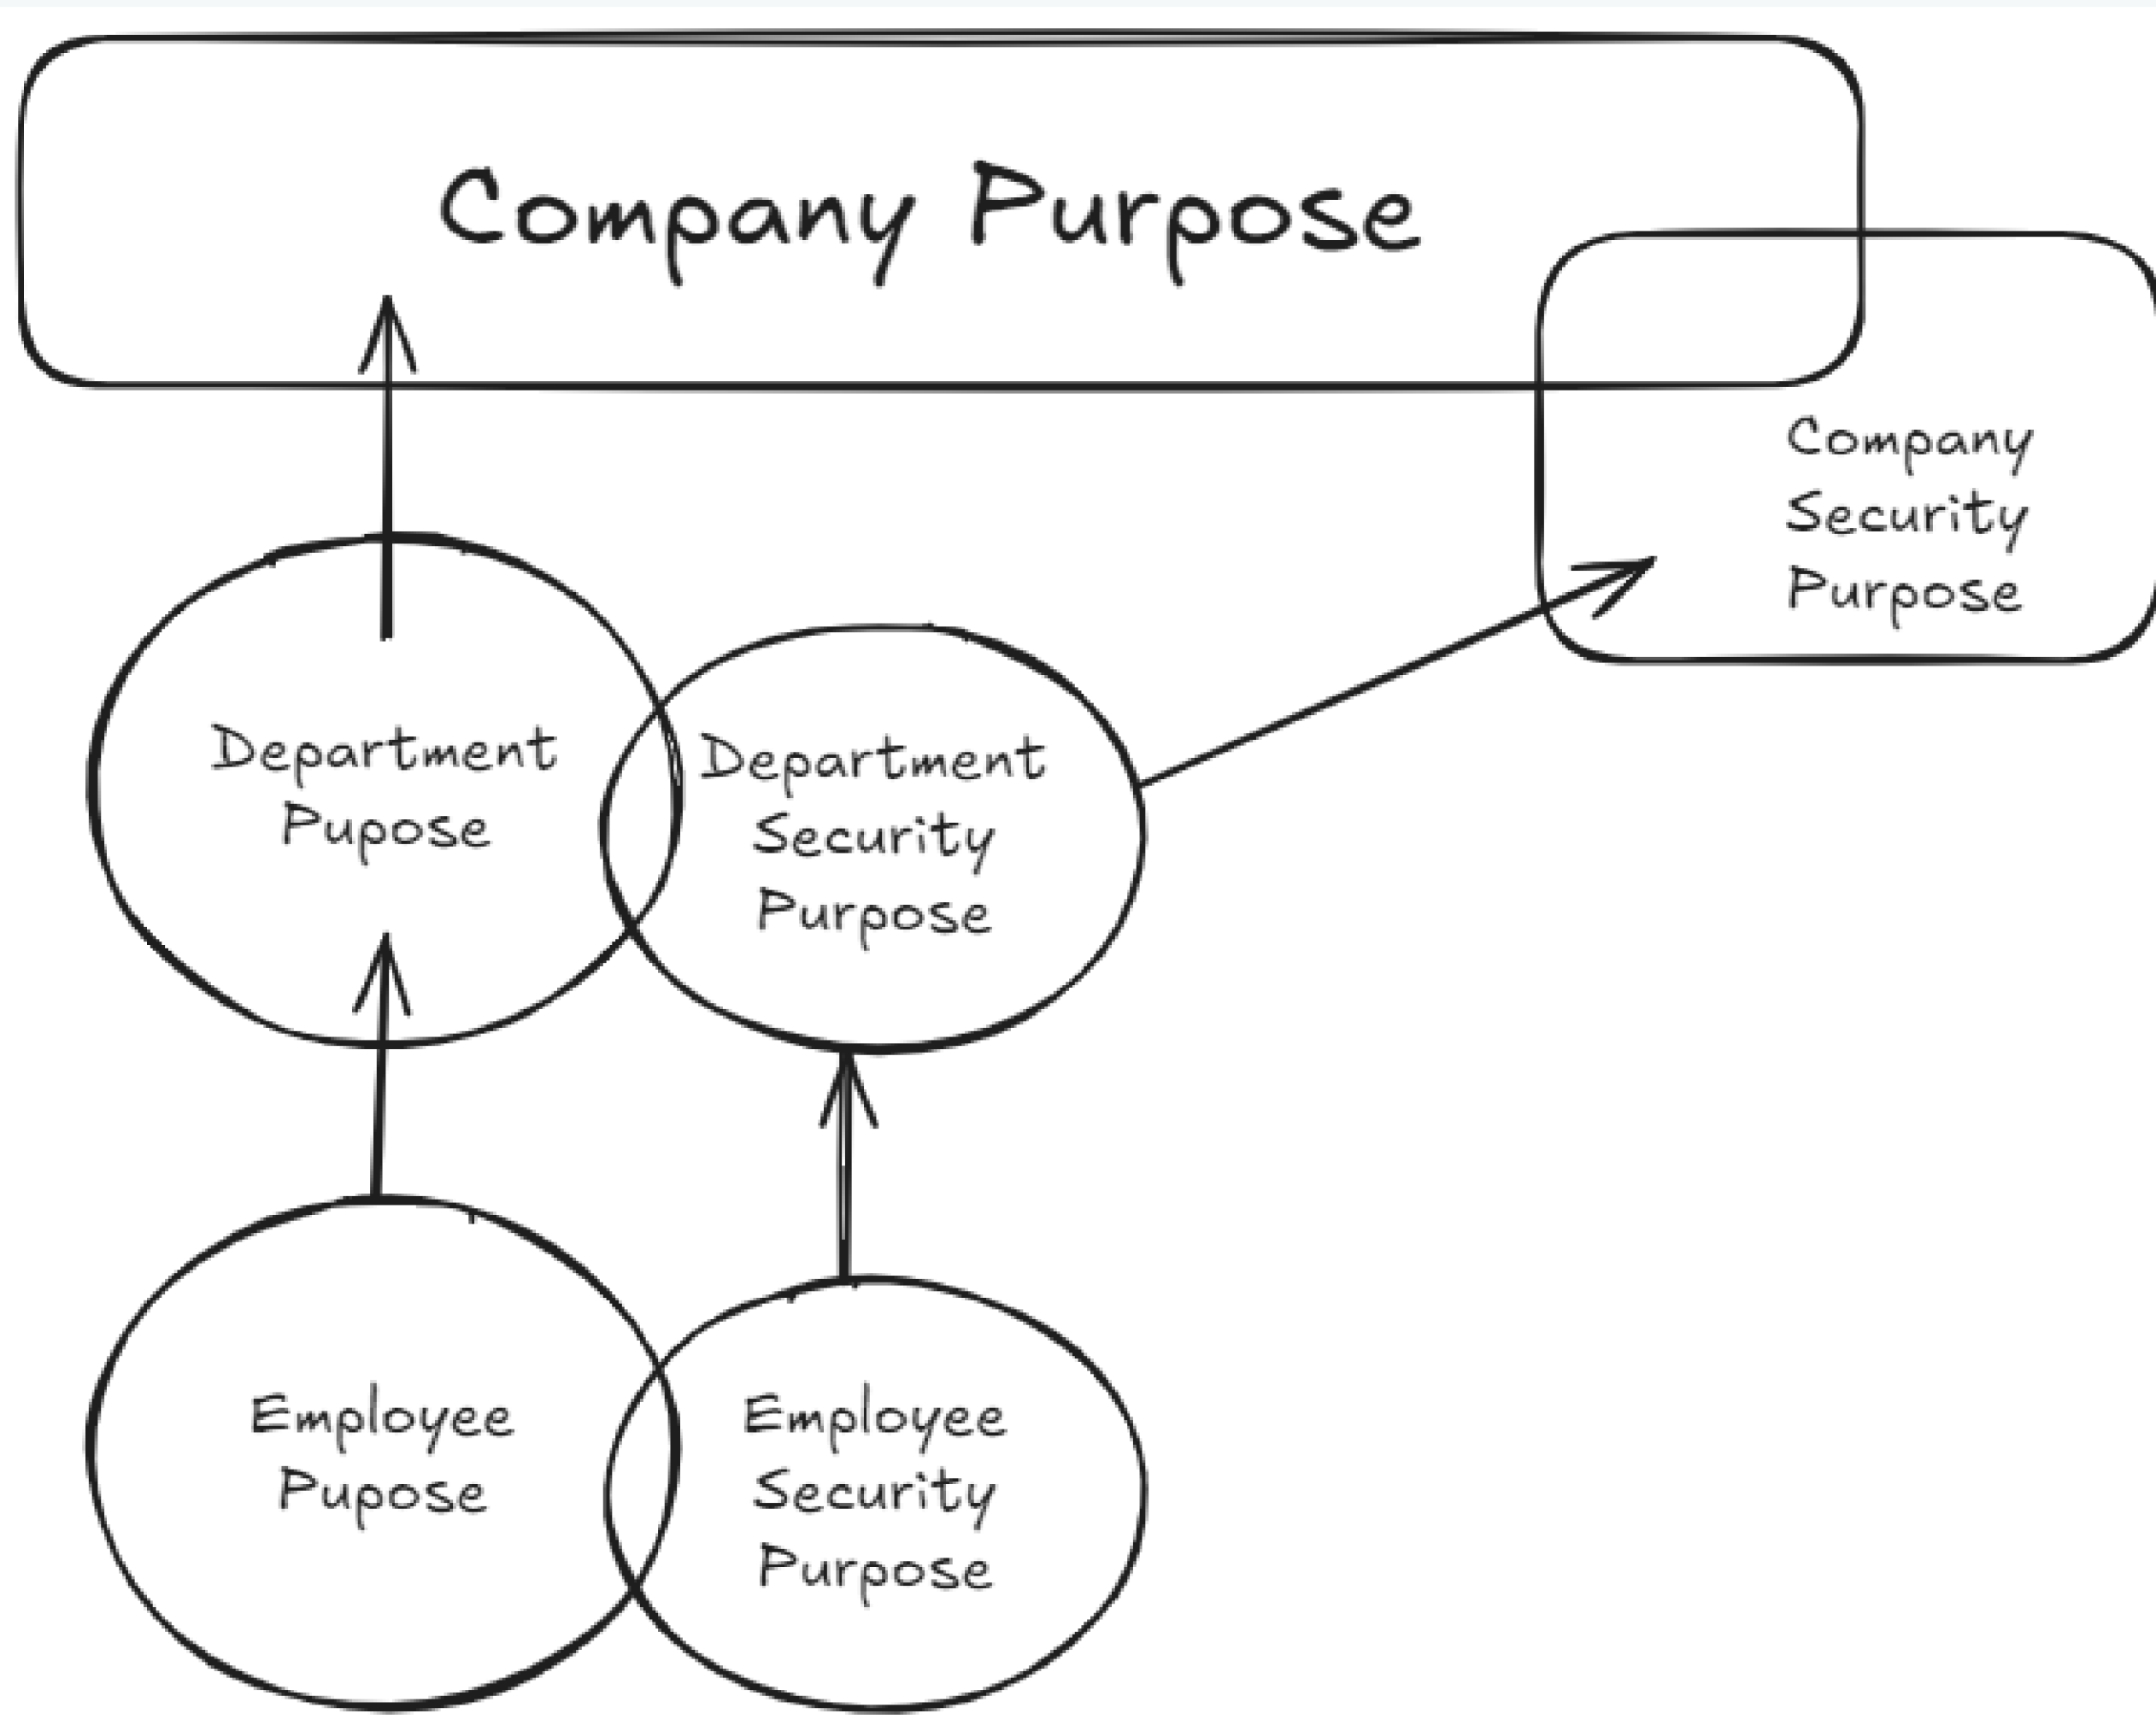 Company Purpose
Company
Security
Purpose
Department
Pupose
Department
Security
Purpose
Employee
Pupose
Employee
Security
Purpose